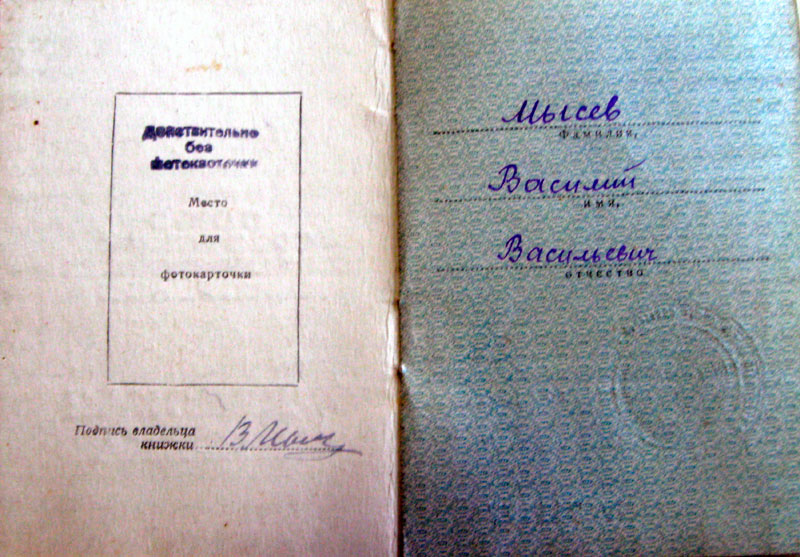 Действительно
без
фотокарточки
Место
для
фотокарточки
Подпись владельца
книжки
Мысев
фамилия,
Василий
имя,
Васильевич
отчество